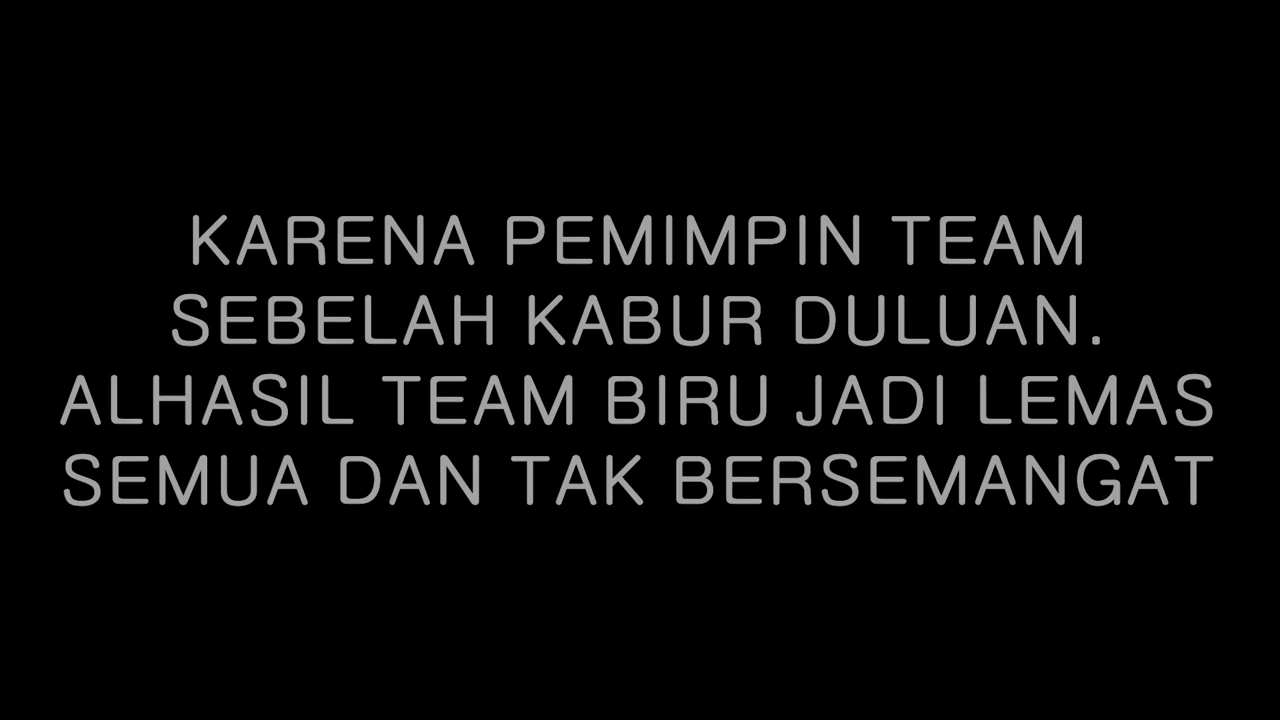 KARENA PEMIMPIN TEAM
SEBELAH KABUR DULUAN.
ALHASIL TEAM BIRU JADI LEMAS
SEMUA DAN TAK BERSEMANGAT